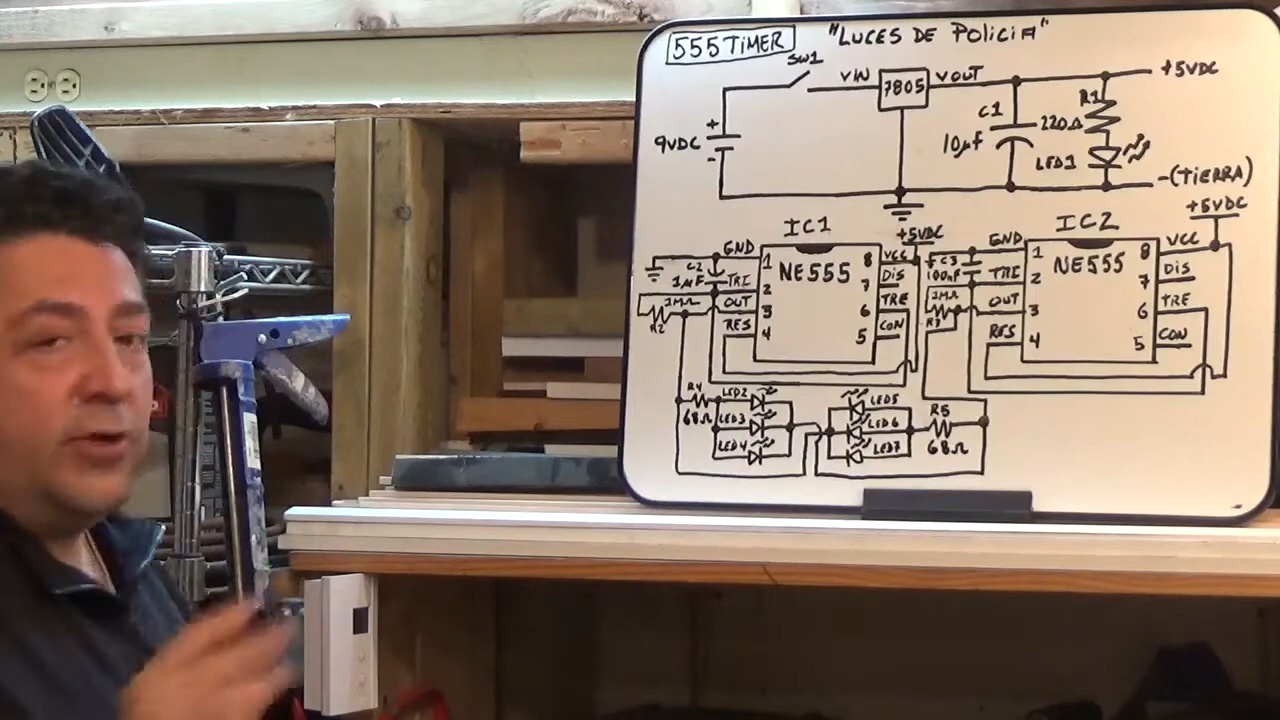 555 TIMER "LUCES DE POLICIA"
SW1
VIN 7805 VOUT +5VDC
+ 9VDC -
C1 10µf
R1 220Ω
LED1
-(TIERRA)
IC1
GND 1 NE555 8 VCC +5VDC
C2 1µF TRI 2 7 DIS
R2 1MΩ OUT 3 6 TRE
RES 4 5 CON
IC2
GND 1 NE555 8 VCC +5VDC
C3 100nF TRI 2 7 DIS
R3 1MΩ OUT 3 6 TRE
RES 4 5 CON
R4 68Ω
LED2
LED3
LED4
LED5
LED6
LED7
R5 68Ω